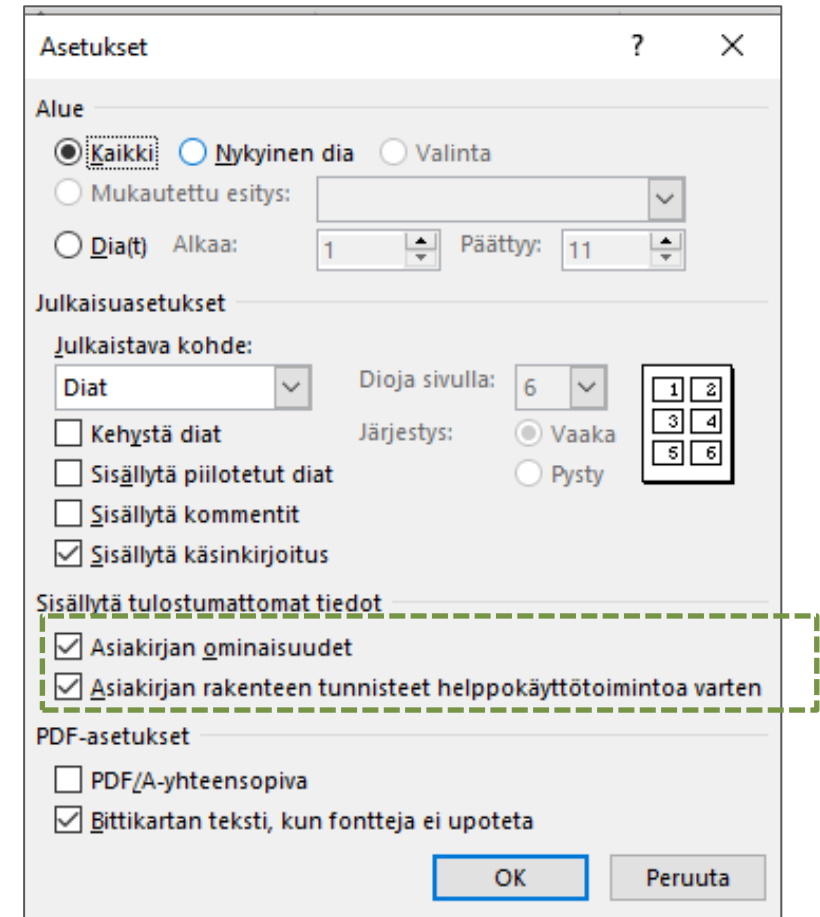 Asetukset ? ×
Alue
Kaikki Nykyinen dia Valinta
Mukautettu esitys:
Dia(t) Alkaa: 1 Päättyy: 11
Julkaisuasetukset
Julkaistava kohde:
Diat Dioja sivulla: 6
Kehystä diat Järjestys: Vaaka
Sisällytä piilotetut diat Pysty
Sisällytä kommentit
Sisällytä käsinkirjoitus
1 2
3 4
5 6
Sisällytä tulostumattomat tiedot
Asiakirjan ominaisuudet
Asiakirjan rakenteen tunnisteet helppokäyttötoimintoa varten
PDF-asetukset
PDF/A-yhteensopiva
Bittikartan teksti, kun fontteja ei upoteta
OK Peruuta